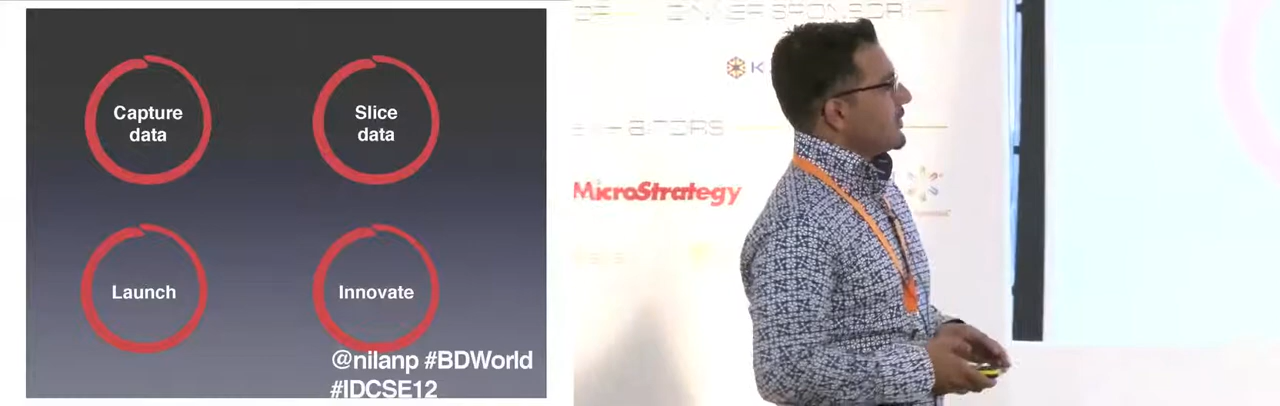 Capture
data
Slice
data
Launch
Innovate
@nilanp #BDWorld
#IDCSE12
MicroStrategy